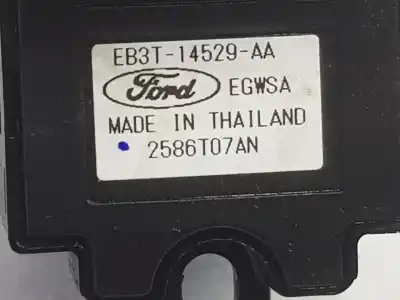 EB3T-14529-AA
Ford EGWSA
MADE IN THAILAND
2586T07AN